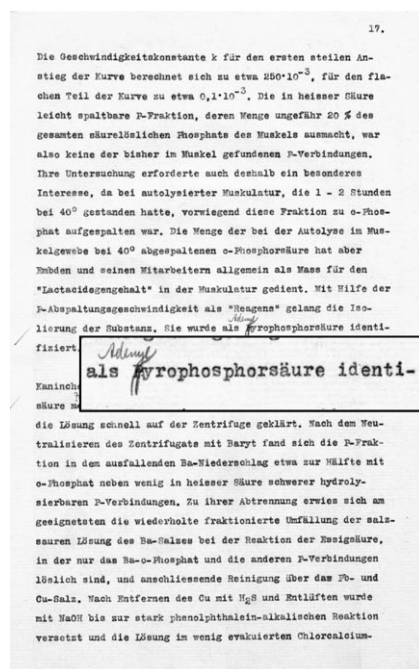 17.
Die Geschwindigkeitskonstante k für den ersten steilen An-
stieg der Kurve berechnet sich zu etwa 250·10⁻³, für den fla-
chen Teil der Kurve zu etwa 0,1·10⁻³. Die in heisser Säure
leicht spaltbare P-Fraktion, deren Menge ungefähr 20 % des
gesamten säurelöslichen Phosphats des Muskels ausmacht, war
also keine der bisher im Muskel gefundenen P-Verbindungen.
Ihre Untersuchung erforderte auch deshalb ein besonderes
Interesse, da bei autolysierter Muskulatur, die 1 - 2 Stunden
bei 40° gestanden hatte, vorwiegend diese Fraktion zu o-Phos-
phat aufgespalten war. Die Menge der bei der Autolyse im Mus-
kelgewebe bei 40° abgespaltenen o-Phosphorsäure hat aber
Embden und seinen Mitarbeitern allgemein als Mass für den
"Lactacidogengehalt" in der Muskulatur gedient. Mit Hilfe der
P-Abspaltungsgeschwindigkeit als "Reagens" gelang die Iso-
Adenyl
lierung der Substanz. Sie wurde als Pyrophosphorsäure identi-
fiziert.
Adenyl
als Pyrophosphorsäure identi-
Kaninche
säure
die Lösung schnell auf der Zentrifuge geklärt. Nach dem Neu-
tralisieren des Zentrifugats mit Baryt fand sich die P-Frak-
tion in dem ausfallenden Ba-Niederschlag etwa zur Hälfte mit
o-Phosphat neben wenig in heisser Säure schwerer hydroly-
sierbaren P-Verbindungen. Zu ihrer Abtrennung erwies sich am
geeignetsten die wiederholte fraktionierte Umfällung der salz-
sauren Lösung des Ba-Salzes bei der Reaktion der Essigsäure,
in der nur das Ba-o-Phosphat und die anderen P-Verbindungen
löslich sind, und anschliessende Reinigung über das Pb- und
Cu-Salz. Nach Entfernen des Cu mit H₂S und Entlüften wurde
mit NaOH bis zur stark phenolphthalein-alkalischen Reaktion
versetzt und die Lösung im wenig evakuierten Chlorcalcium-